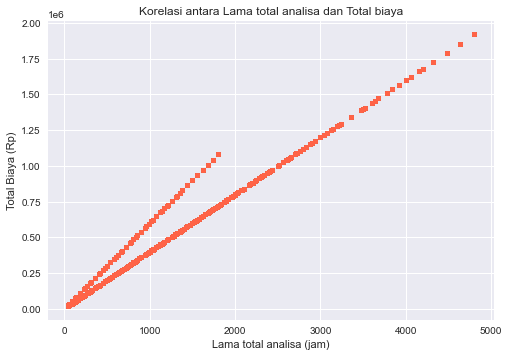 Korelasi antara Lama total analisa dan Total biaya
1e6
2.00
1.75
1.50
1.25
1.00
0.75
0.50
0.25
0.00
Total Biaya (Rp)
0 1000 2000 3000 4000 5000
Lama total analisa (jam)